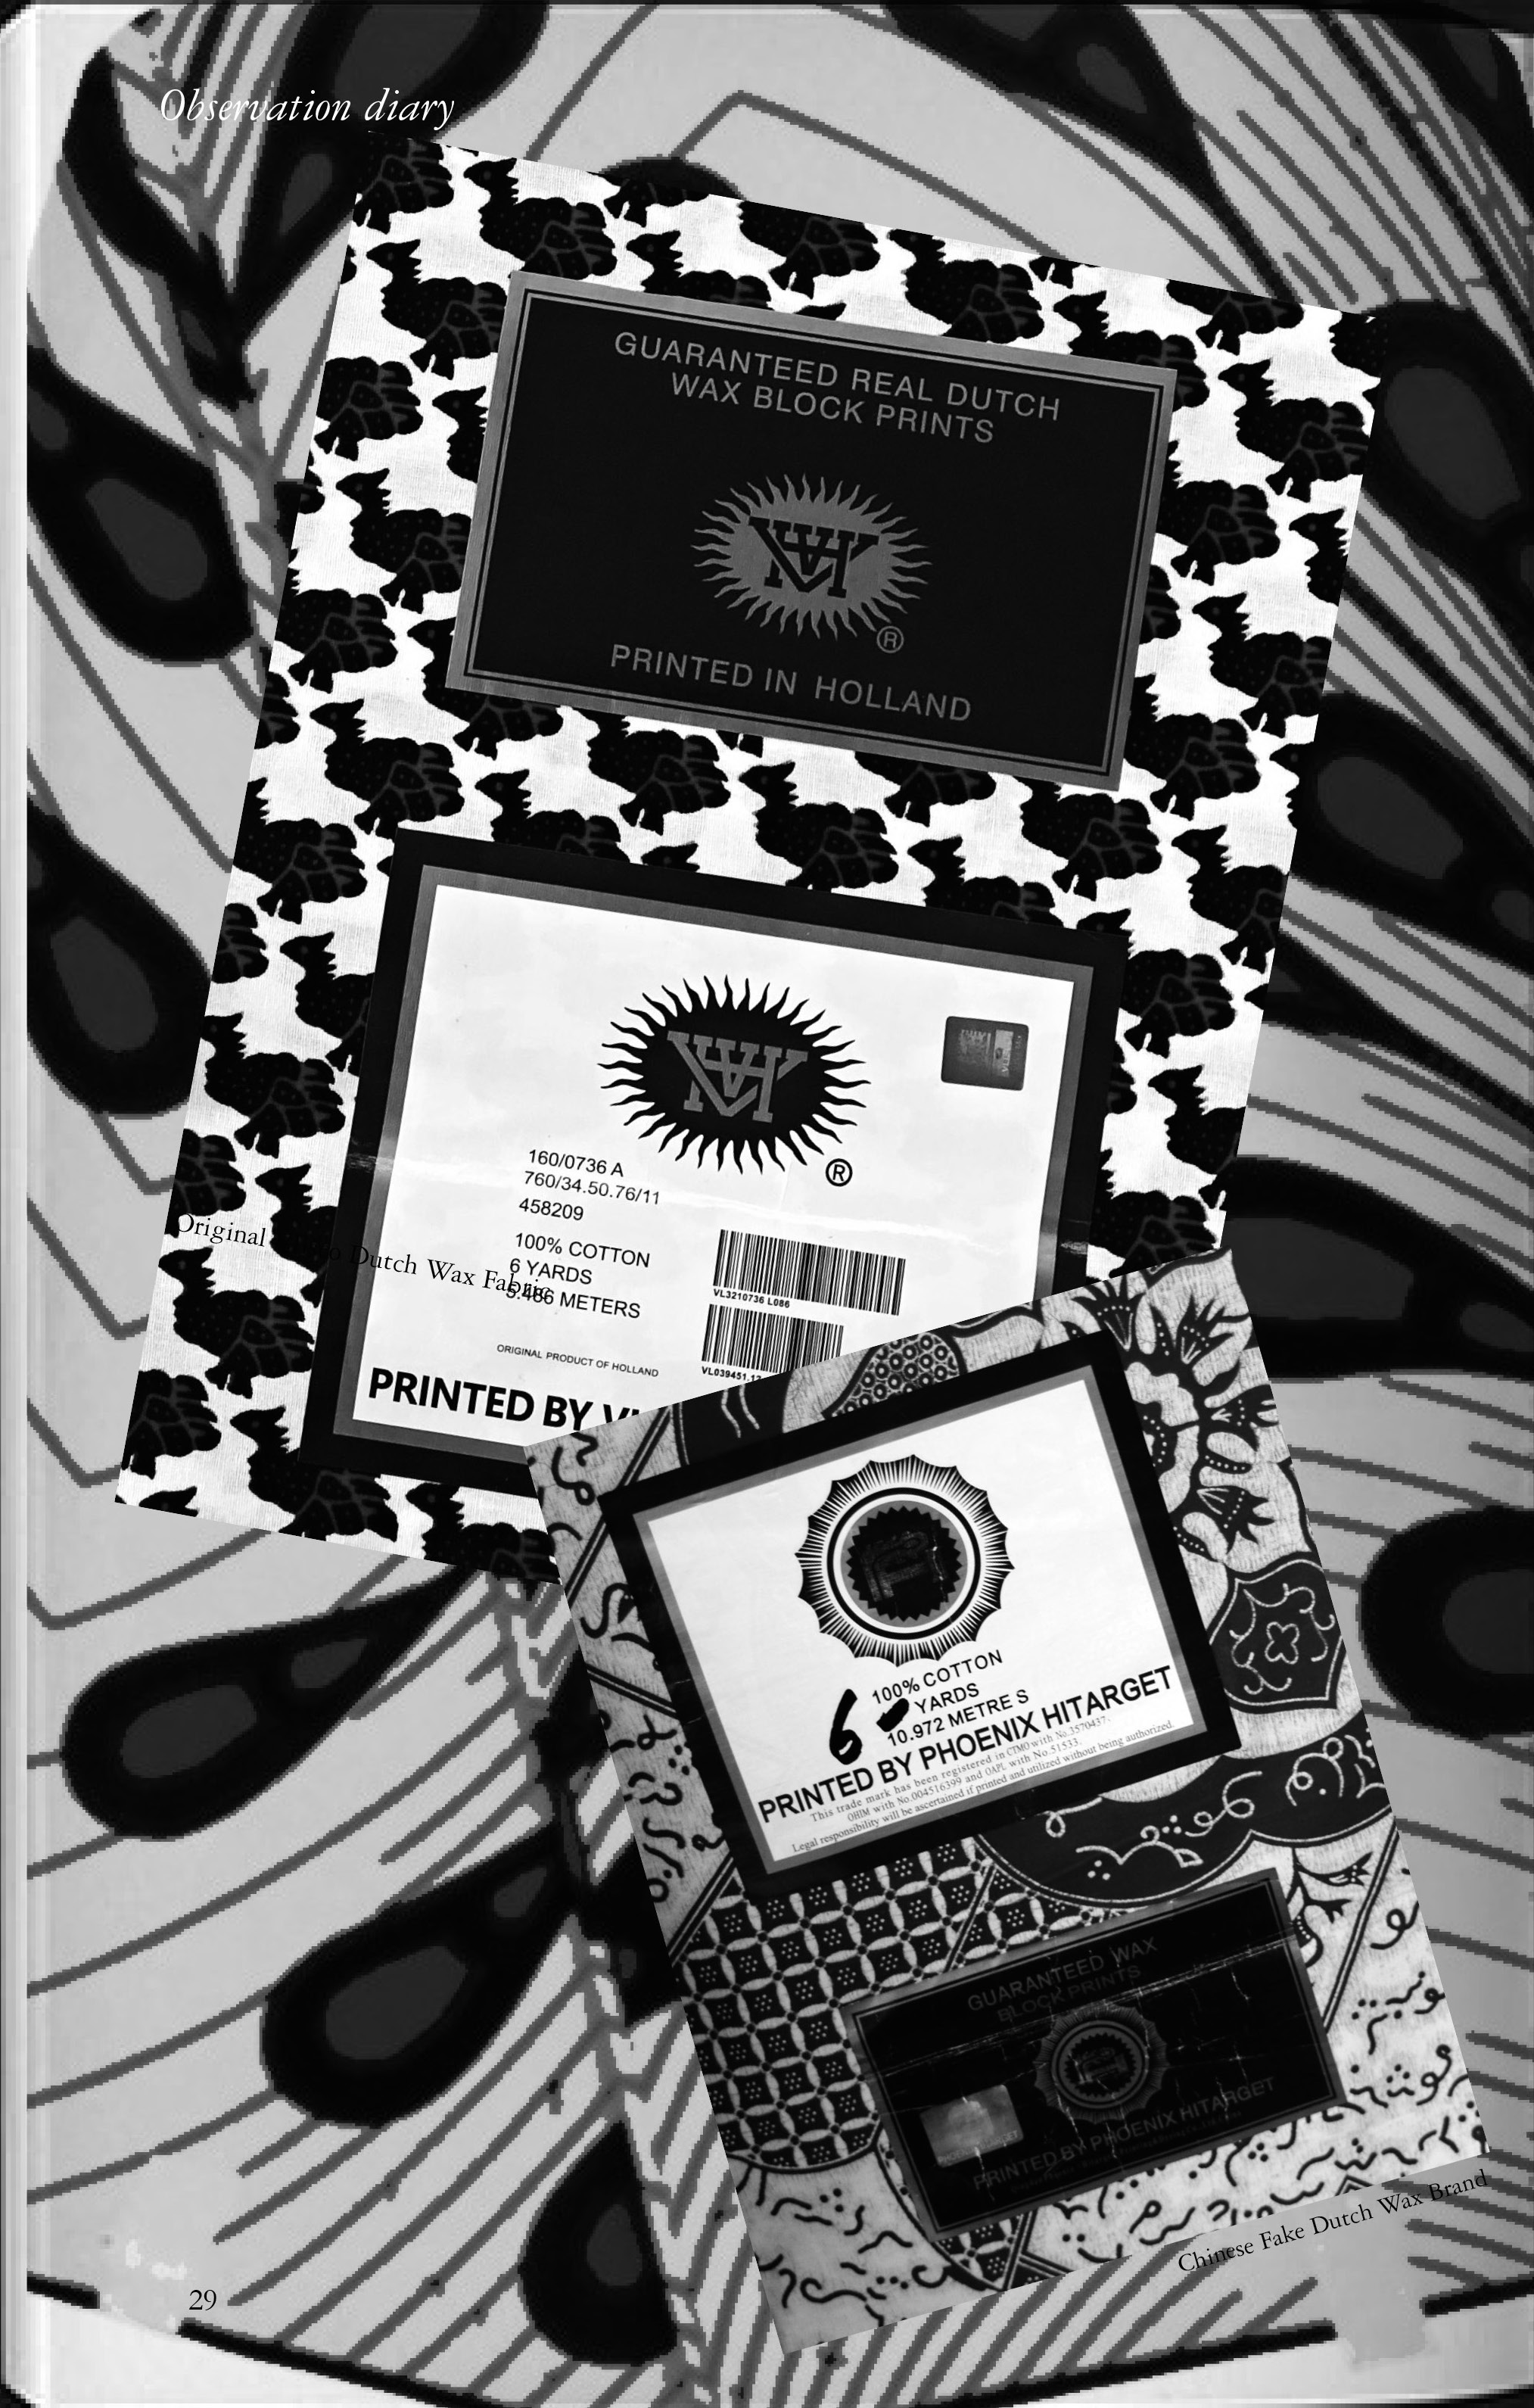 Observation diary
GUARANTEED REAL DUTCH
WAX BLOCK PRINTS
®
PRINTED IN HOLLAND
®
160/0736 A
760/34.50.76/11
458209
100% COTTON
6 YARDS
5.486 METERS
VL3210736 L086
VL039451.12
ORIGINAL PRODUCT OF HOLLAND
PRINTED BY
Original Dutch Wax Fabric
6
100% COTTON
YARDS
10.972 METRE S
PRINTED BY PHOENIX HITARGET
This trade mark has been registered in CTMO with No.3570437.
OHIM with No.004516399 and OAPL with No.51533.
Legal responsibility will be ascertained if printed and utilized without being authorized.
GUARANTEED WAX
BLOCK PRINTS
PRINTED BY PHOENIX HITARGET
Chinese Fake Dutch Wax Brand
29